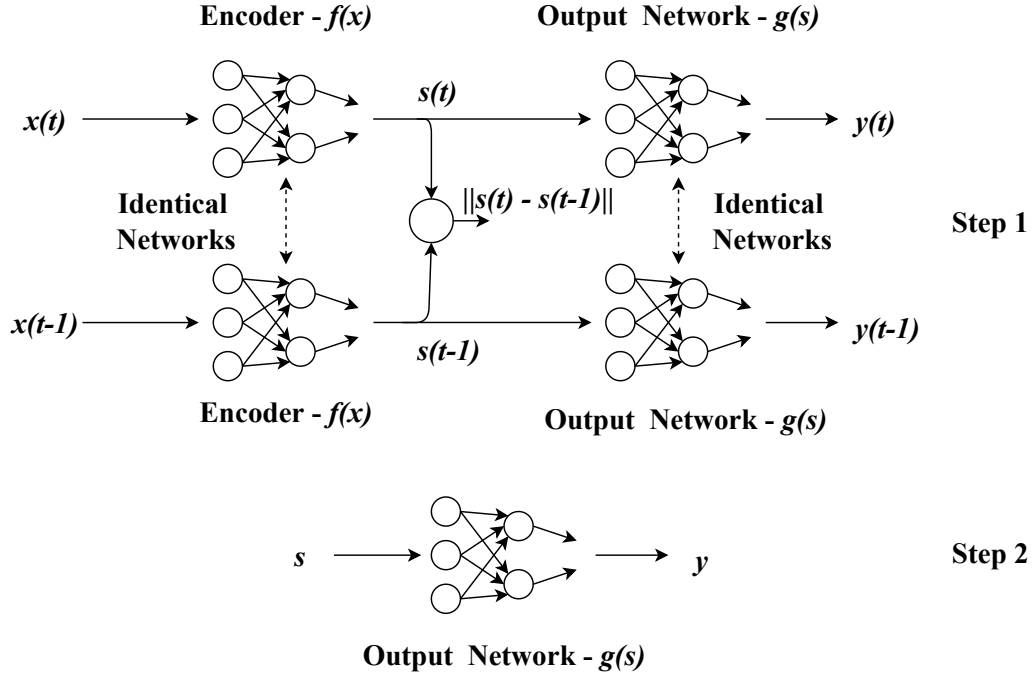 Encoder - f(x)
Output Network - g(s)
x(t)
s(t)
y(t)
||s(t) - s(t-1)||
Identical
Networks
Identical
Networks
Step 1
x(t-1)
s(t-1)
y(t-1)
Encoder - f(x)
Output Network - g(s)
s
y
Step 2
Output Network - g(s)